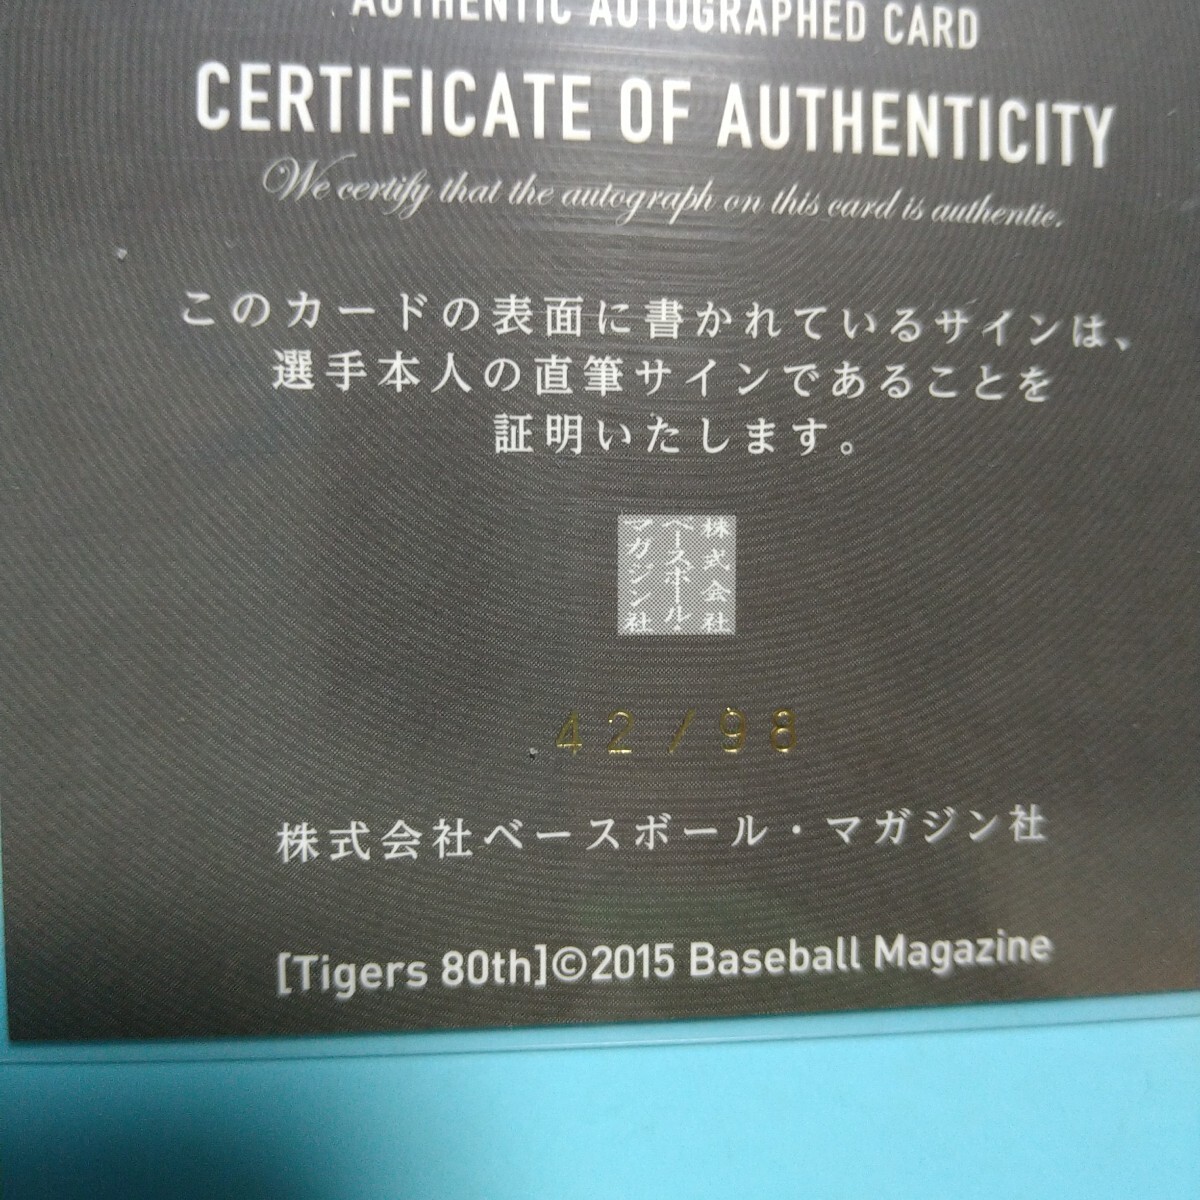 AUTHENTIC AUTOGRAPHED CARD
CERTIFICATE OF AUTHENTICITY
We certify that the autograph on this card is authentic.
このカードの表面に書かれているサインは、
選手本人の直筆サインであることを
証明いたします。
株式会社
ベースボール・
マガジン社
42/98
株式会社ベースボール・マガジン社
[Tigers 80th]©2015 Baseball Magazine